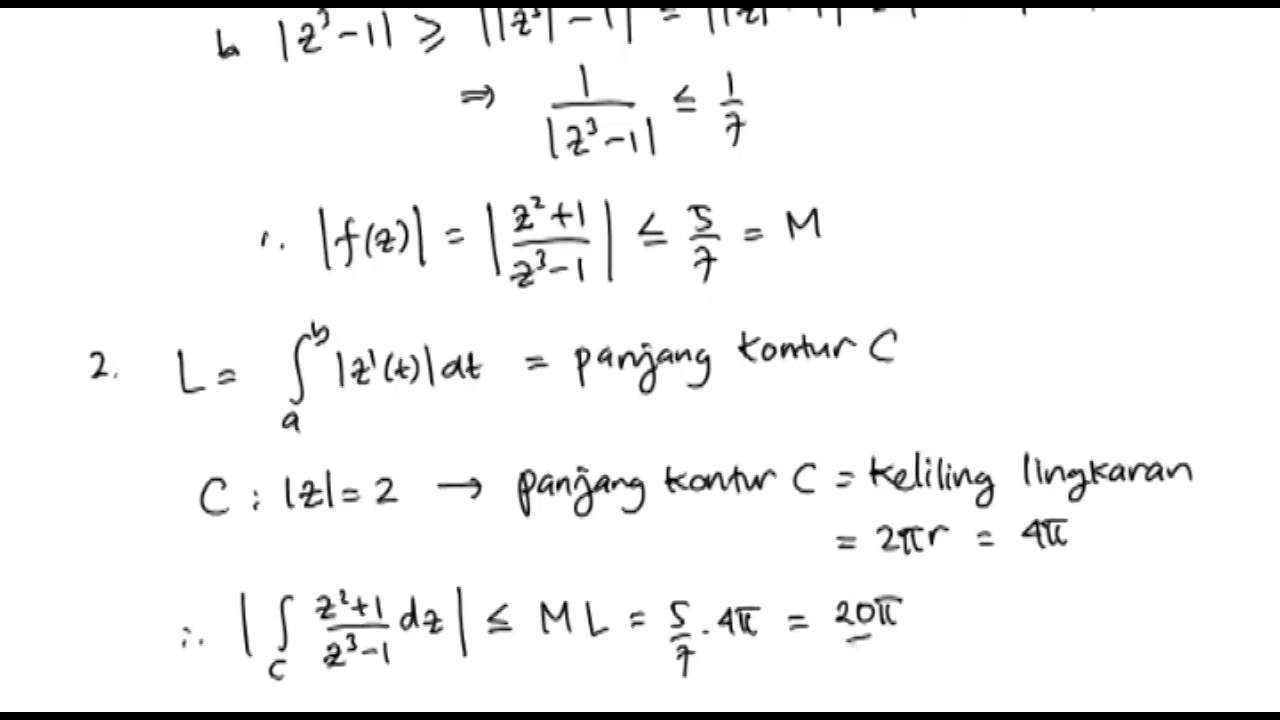 ↳ |z³-1| ≥ ||z³|-1| = ||z|
⇒ 1/|z³-1| ≤ 1/7
∴ |f(z)| = |(z²+1)/(z³-1)| ≤ 5/7 = M
2. L = ∫_a^b |z'(t)| dt = panjang kontur C
C : |z| = 2 → panjang kontur C = keliling lingkaran
= 2πr = 4π
∴ |∫_C (z²+1)/(z³-1) dz| ≤ ML = 5/7 . 4π = 20π